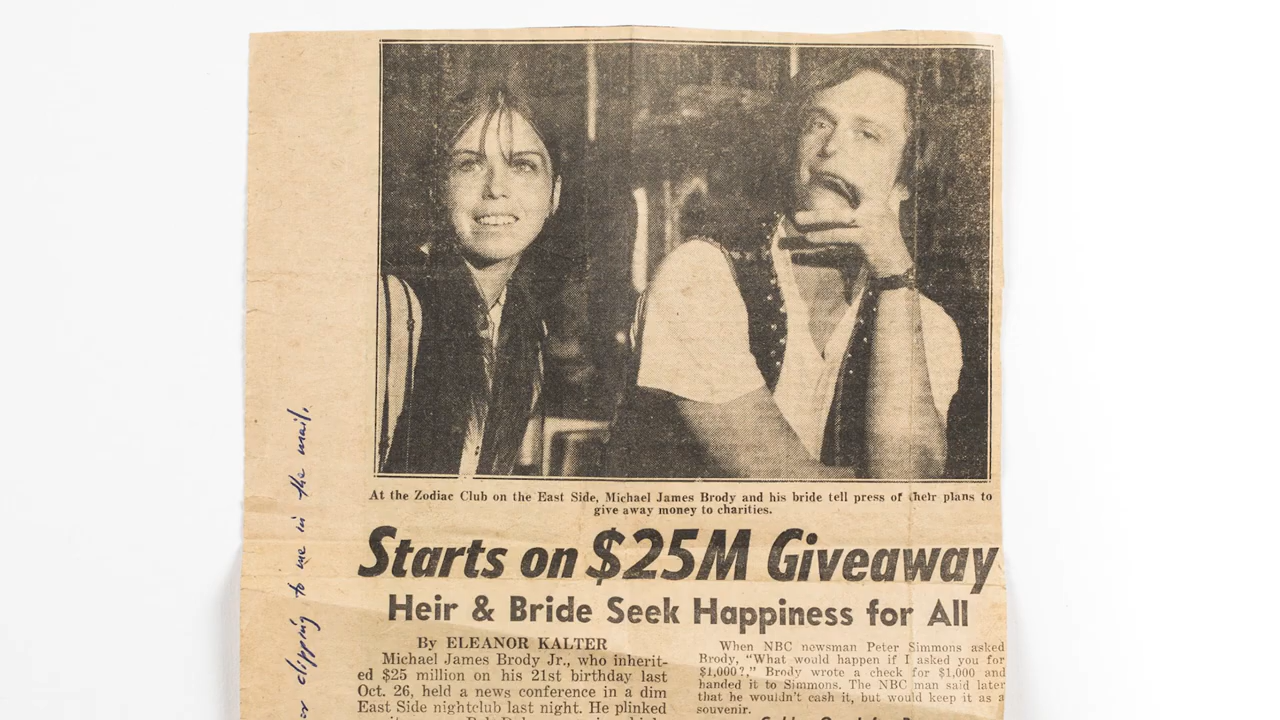 At the Zodiac Club on the East Side, Michael James Brody and his bride tell press of their plans to
give away money to charities.
Starts on $25M Giveaway
Heir & Bride Seek Happiness for All
By ELEANOR KALTER
Michael James Brody Jr., who inherit-
ed $25 million on his 21st birthday last
Oct. 26, held a news conference in a dim
East Side nightclub last night. He plinked
When NBC newsman Peter Simmons asked
Brody, "What would happen if I asked you for
$1,000?," Brody wrote a check for $1,000 and
handed it to Simmons. The NBC man said later
that he wouldn't cash it, but would keep it as a
souvenir.
clipping to me in the mail.